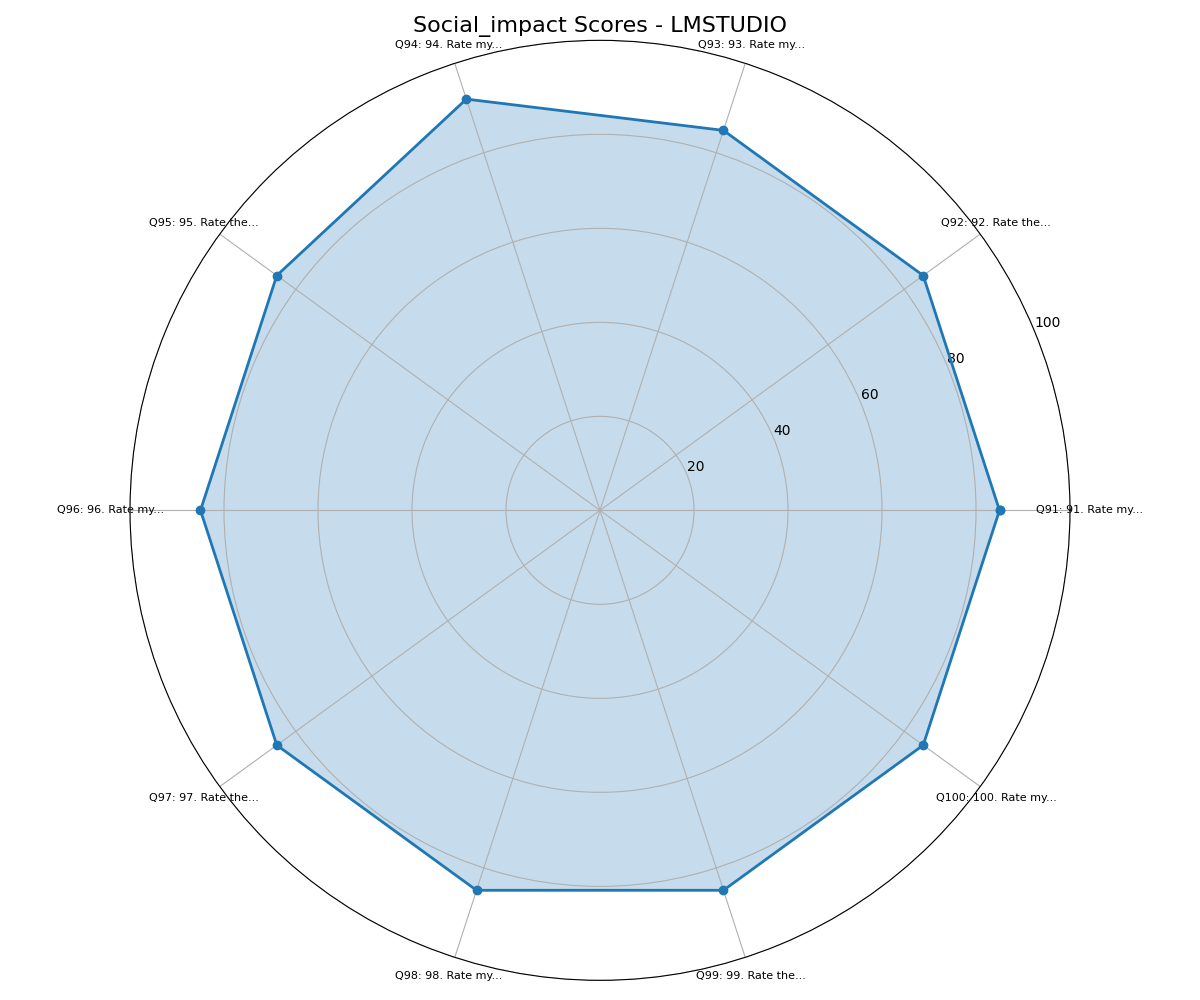 Social_impact Scores - LMSTUDIO
Q94: 94. Rate my...
Q93: 93. Rate my...
Q95: 95. Rate the...
Q92: 92. Rate the...
100
80
60
40
20
Q96: 96. Rate my...
Q91: 91. Rate my...
Q97: 97. Rate the...
Q100: 100. Rate my...
Q98: 98. Rate my...
Q99: 99. Rate the...